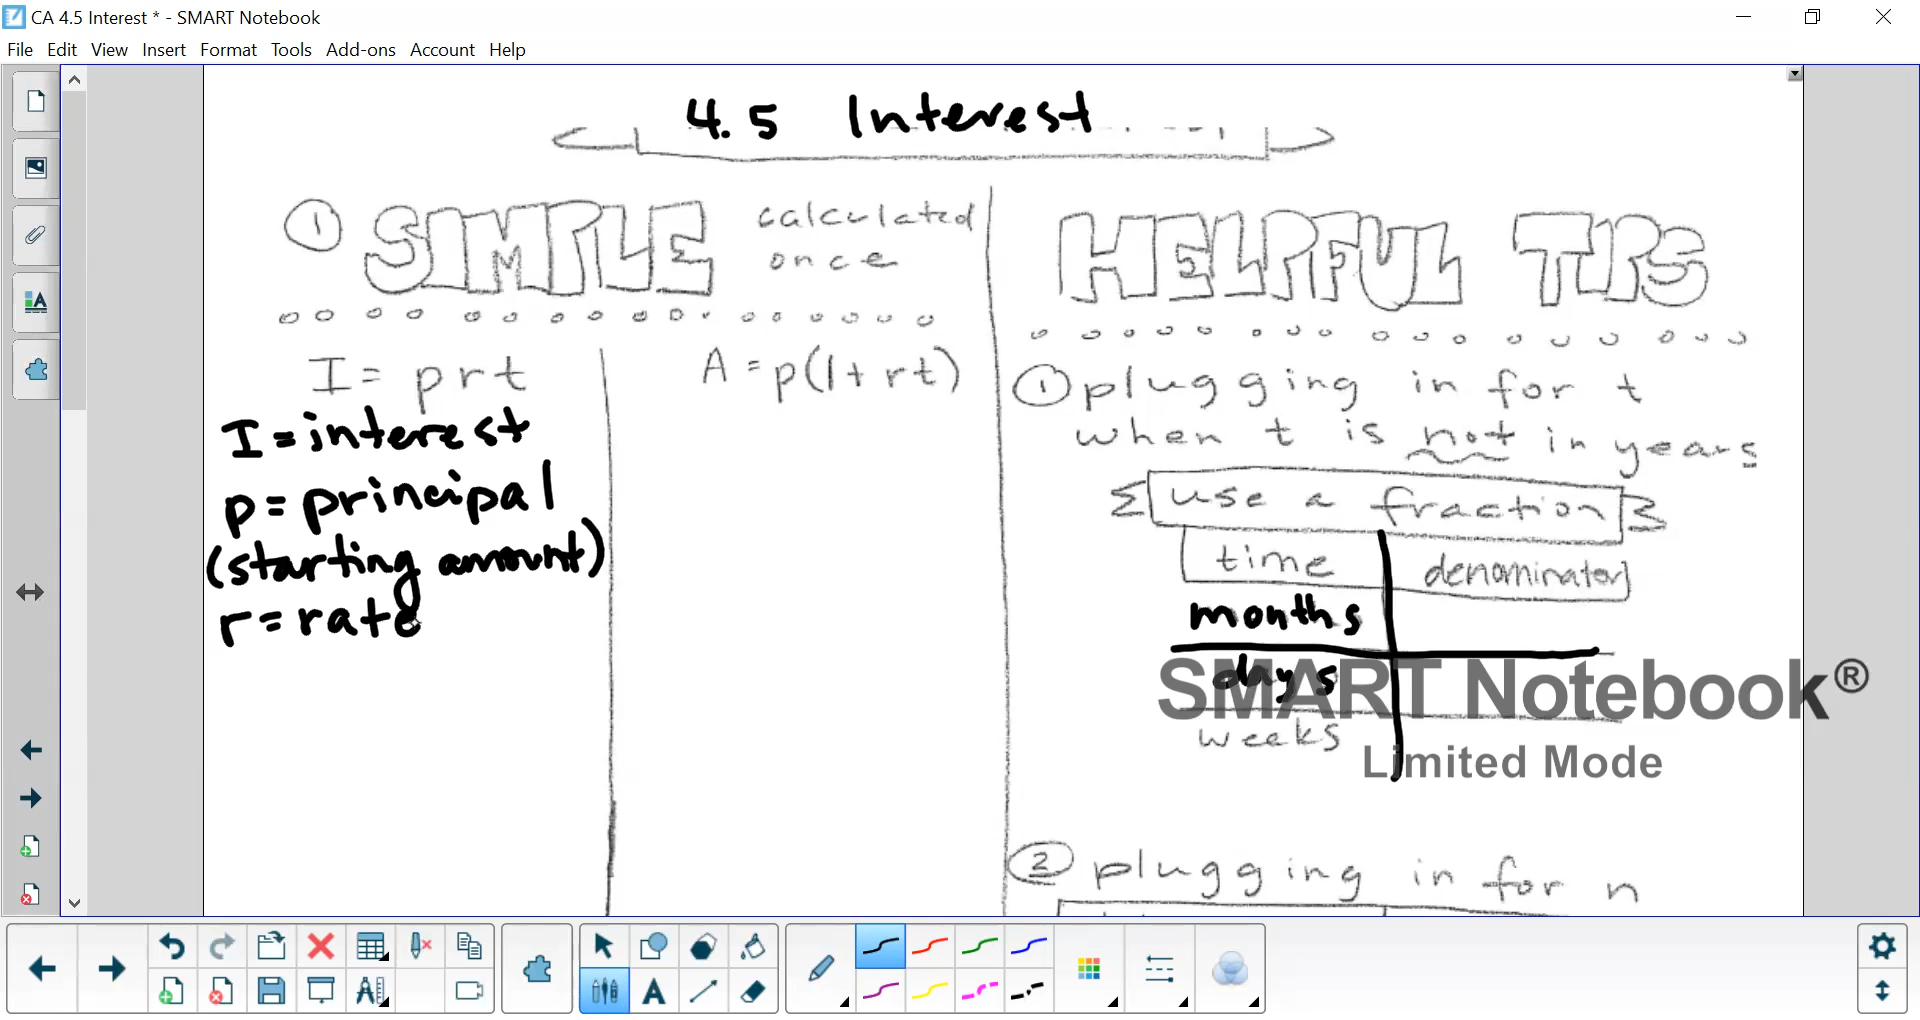 CA 4.5 Interest * - SMART Notebook
File Edit View Insert Format Tools Add-ons Account Help
4.5 Interest
① SIMPLE calculated
once
I = prt
A = p(1 + rt)
I = interest
p = principal
(starting amount)
r = rate
HELPFUL TIPS
① plugging in for t
when t is not in years
use a fraction
time denominator
months
days
weeks
SMART Notebook®
Limited Mode
② plugging in for n